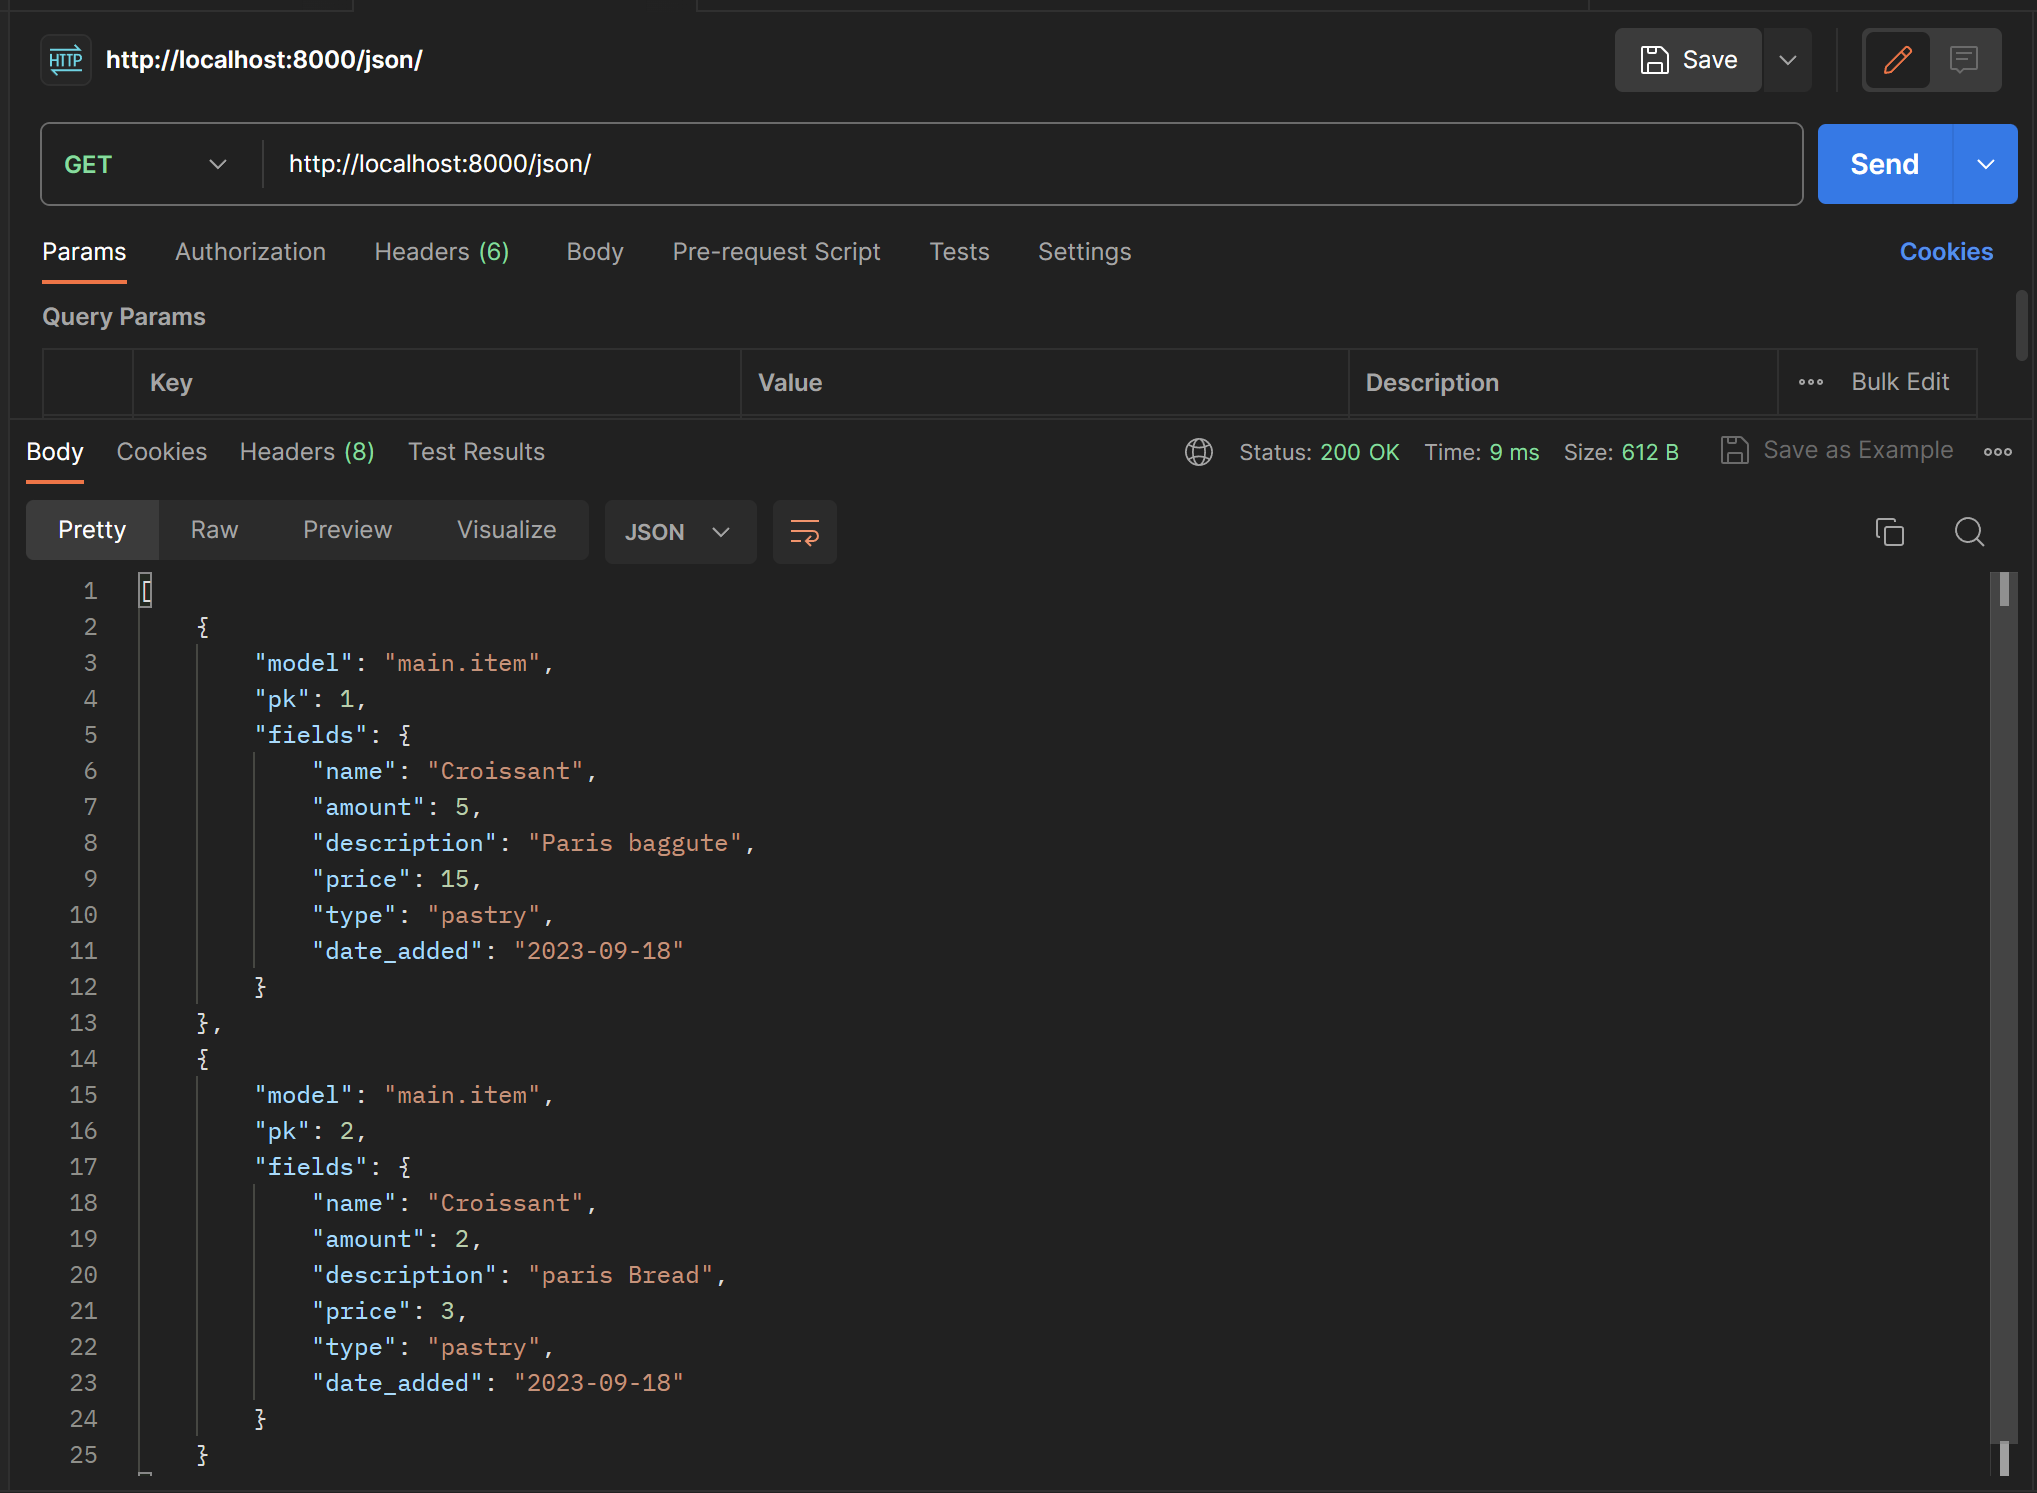 HTTP http://localhost:8000/json/ Save
GET http://localhost:8000/json/ Send
Params Authorization Headers (6) Body Pre-request Script Tests Settings Cookies
Query Params
Key Value Description Bulk Edit
Body Cookies Headers (8) Test Results Status: 200 OK Time: 9 ms Size: 612 B Save as Example
Pretty Raw Preview Visualize JSON
1 [
2 {
3 "model": "main.item",
4 "pk": 1,
5 "fields": {
6 "name": "Croissant",
7 "amount": 5,
8 "description": "Paris baggute",
9 "price": 15,
10 "type": "pastry",
11 "date_added": "2023-09-18"
12 }
13 },
14 {
15 "model": "main.item",
16 "pk": 2,
17 "fields": {
18 "name": "Croissant",
19 "amount": 2,
20 "description": "paris Bread",
21 "price": 3,
22 "type": "pastry",
23 "date_added": "2023-09-18"
24 }
25 }